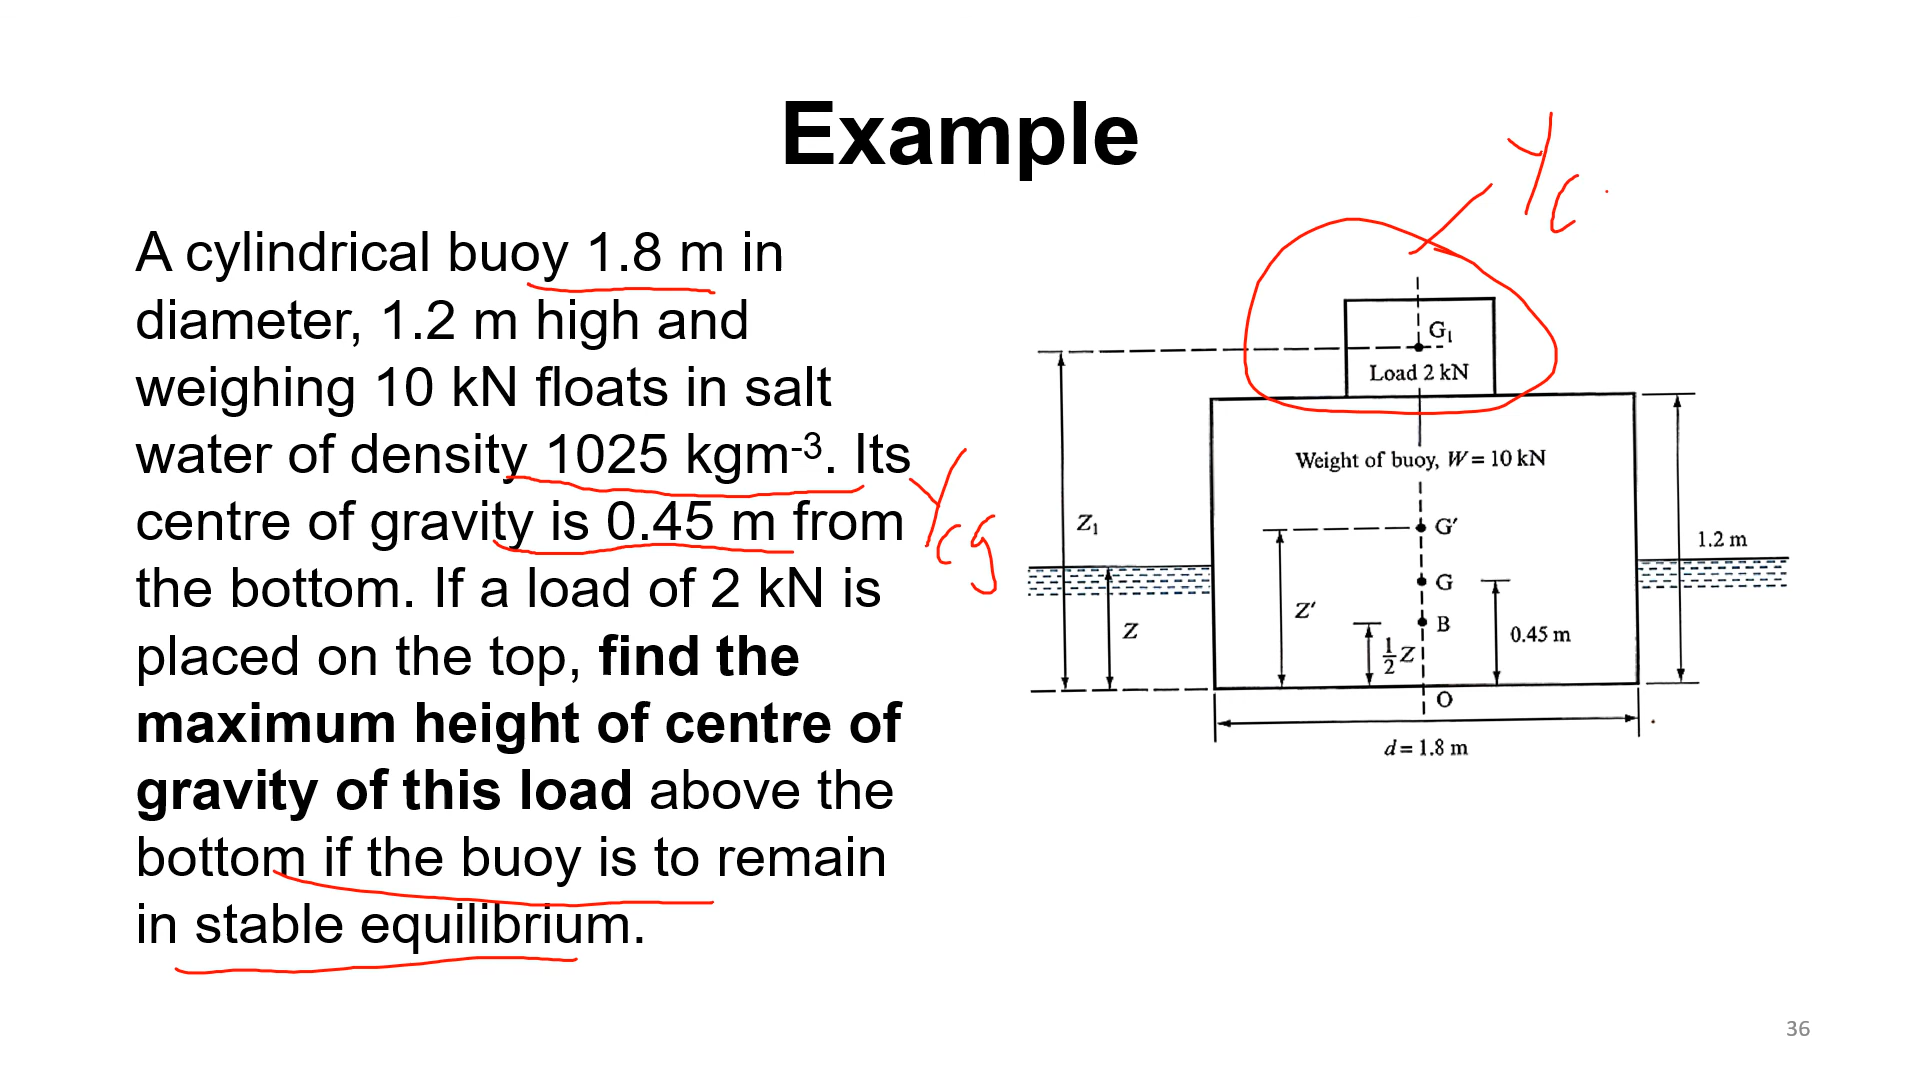 Example
A cylindrical buoy 1.8 m in
diameter, 1.2 m high and
weighing 10 kN floats in salt
water of density 1025 kgm⁻³. Its
centre of gravity is 0.45 m from
the bottom. If a load of 2 kN is
placed on the top, find the
maximum height of centre of
gravity of this load above the
bottom if the buoy is to remain
in stable equilibrium.
Ycg
Yc
G₁
Load 2 kN
Weight of buoy, W = 10 kN
G′
Z₁
1.2 m
G
Z′
Z
B
0.45 m
½Z
O
d = 1.8 m
36